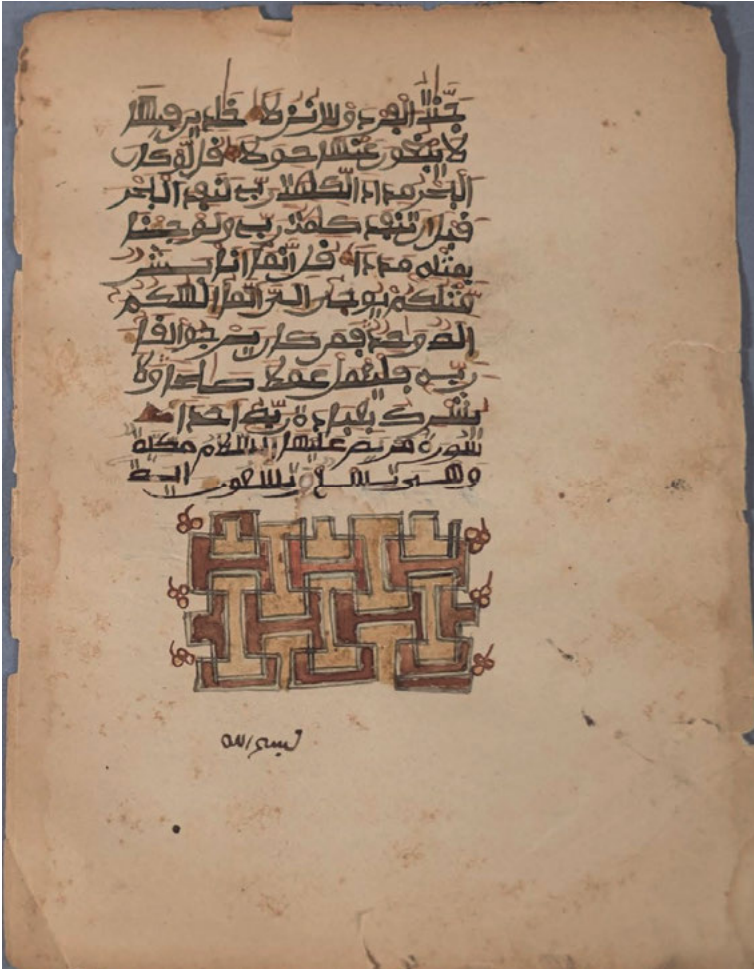 جنت الفردوس نزلا خلدين فيها
لا يبغون عنها حولا قل لو كان
البحر مدادا لكلمت ربي لنفد البحر
قبل ان تنفد كلمت ربي ولو جئنا
بمثله مددا قل انما انا بشر
مثلكم يوحى الي انما الهكم
اله وحد فمن كان يرجوا لقا
ربه فليعمل عملا صلحا ولا
يشرك بعبادة ربه احدا
سورة مريم عليها السلام مكية
وهي تسع وتسعون اية
بسم الله